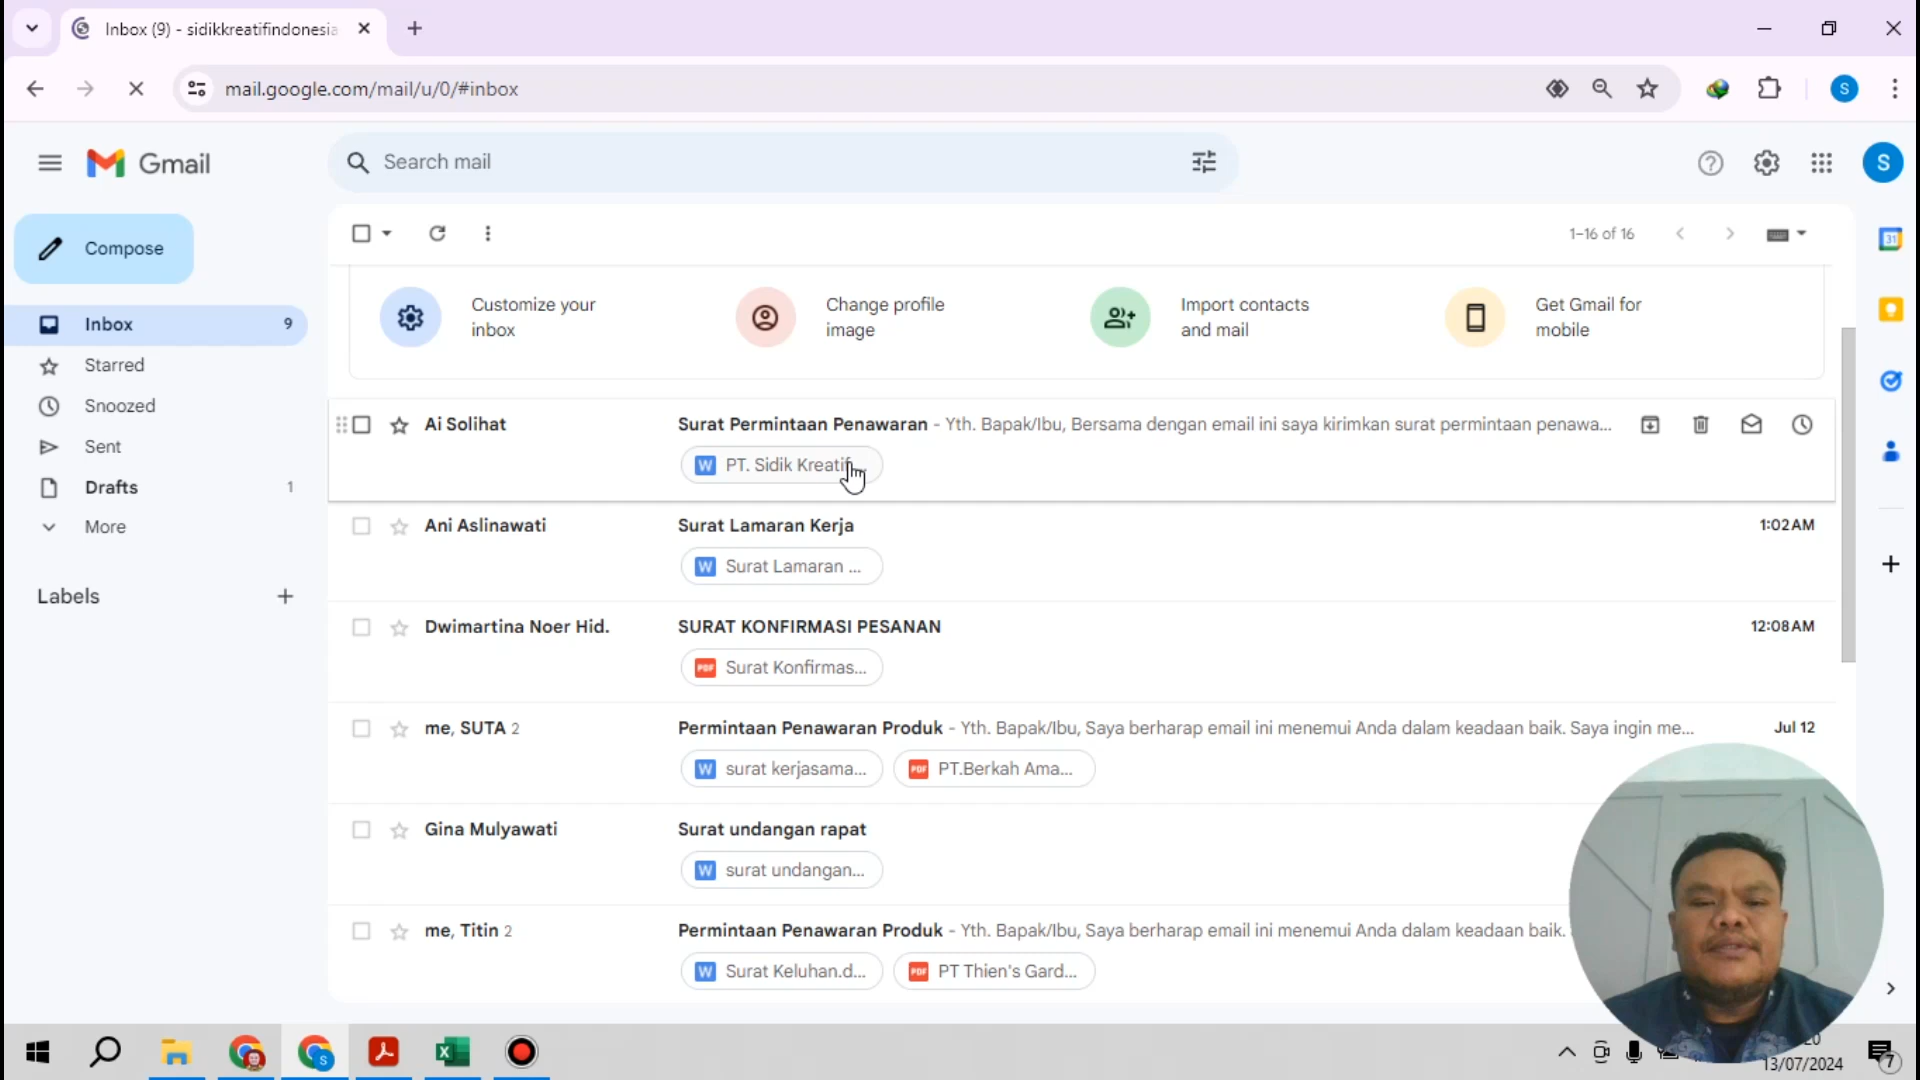 Inbox (9) - sidikkreatifindonesia
mail.google.com/mail/u/0/#inbox
S
Gmail
Search mail
S
Compose
1–16 of 16
31
Customize your inbox
Change profile image
Import contacts and mail
Get Gmail for mobile
Inbox 9
Starred
Snoozed
Sent
Drafts 1
More
Labels
Ai Solihat Surat Permintaan Penawaran - Yth. Bapak/Ibu, Bersama dengan email ini saya kirimkan surat permintaan penawa...
W PT. Sidik Kreatif...
Ani Aslinawati Surat Lamaran Kerja 1:02 AM
W Surat Lamaran ...
Dwimartina Noer Hid. SURAT KONFIRMASI PESANAN 12:08 AM
PDF Surat Konfirmas...
me, SUTA 2 Permintaan Penawaran Produk - Yth. Bapak/Ibu, Saya berharap email ini menemui Anda dalam keadaan baik. Saya ingin me... Jul 12
W surat kerjasama... PDF PT.Berkah Ama...
Gina Mulyawati Surat undangan rapat
W surat undangan...
me, Titin 2 Permintaan Penawaran Produk - Yth. Bapak/Ibu, Saya berharap email ini menemui Anda dalam keadaan baik.
W Surat Keluhan.d... PDF PT Thien's Gard...
S
X
20
13/07/2024
7